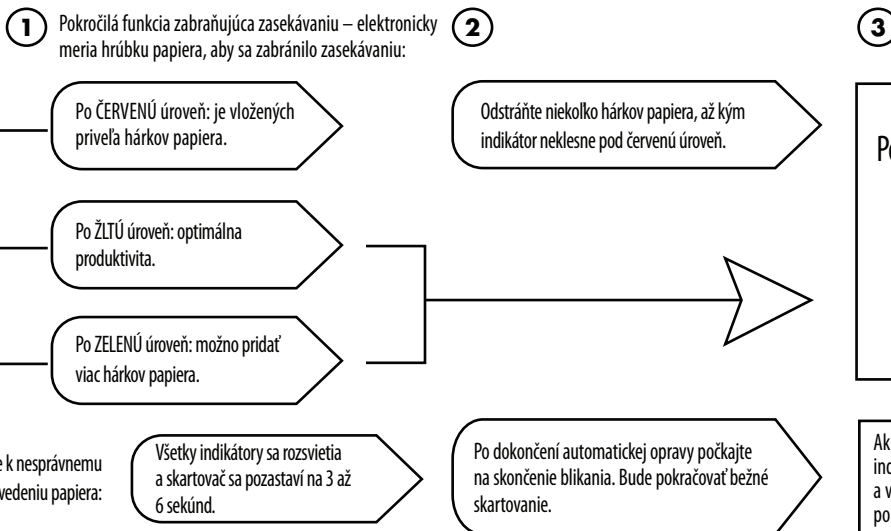 1
Pokročilá funkcia zabraňujúca zasekávaniu – elektronicky
meria hrúbku papiera, aby sa zabránilo zasekávaniu:
2
3
Po ČERVENÚ úroveň: je vložených
priveľa hárkov papiera.
Odstráňte niekoľko hárkov papiera, až kým
indikátor neklesne pod červenú úroveň.
Po ŽLTÚ úroveň: optimálna
produktivita.
Po ZELENÚ úroveň: možno pridať
viac hárkov papiera.
e k nesprávnemu
vedeniu papiera:
Všetky indikátory sa rozsvietia
a skartovač sa pozastaví na 3 až
6 sekúnd.
Po dokončení automatickej opravy počkajte
na skončenie blikania. Bude pokračovať bežné
skartovanie.
Ak